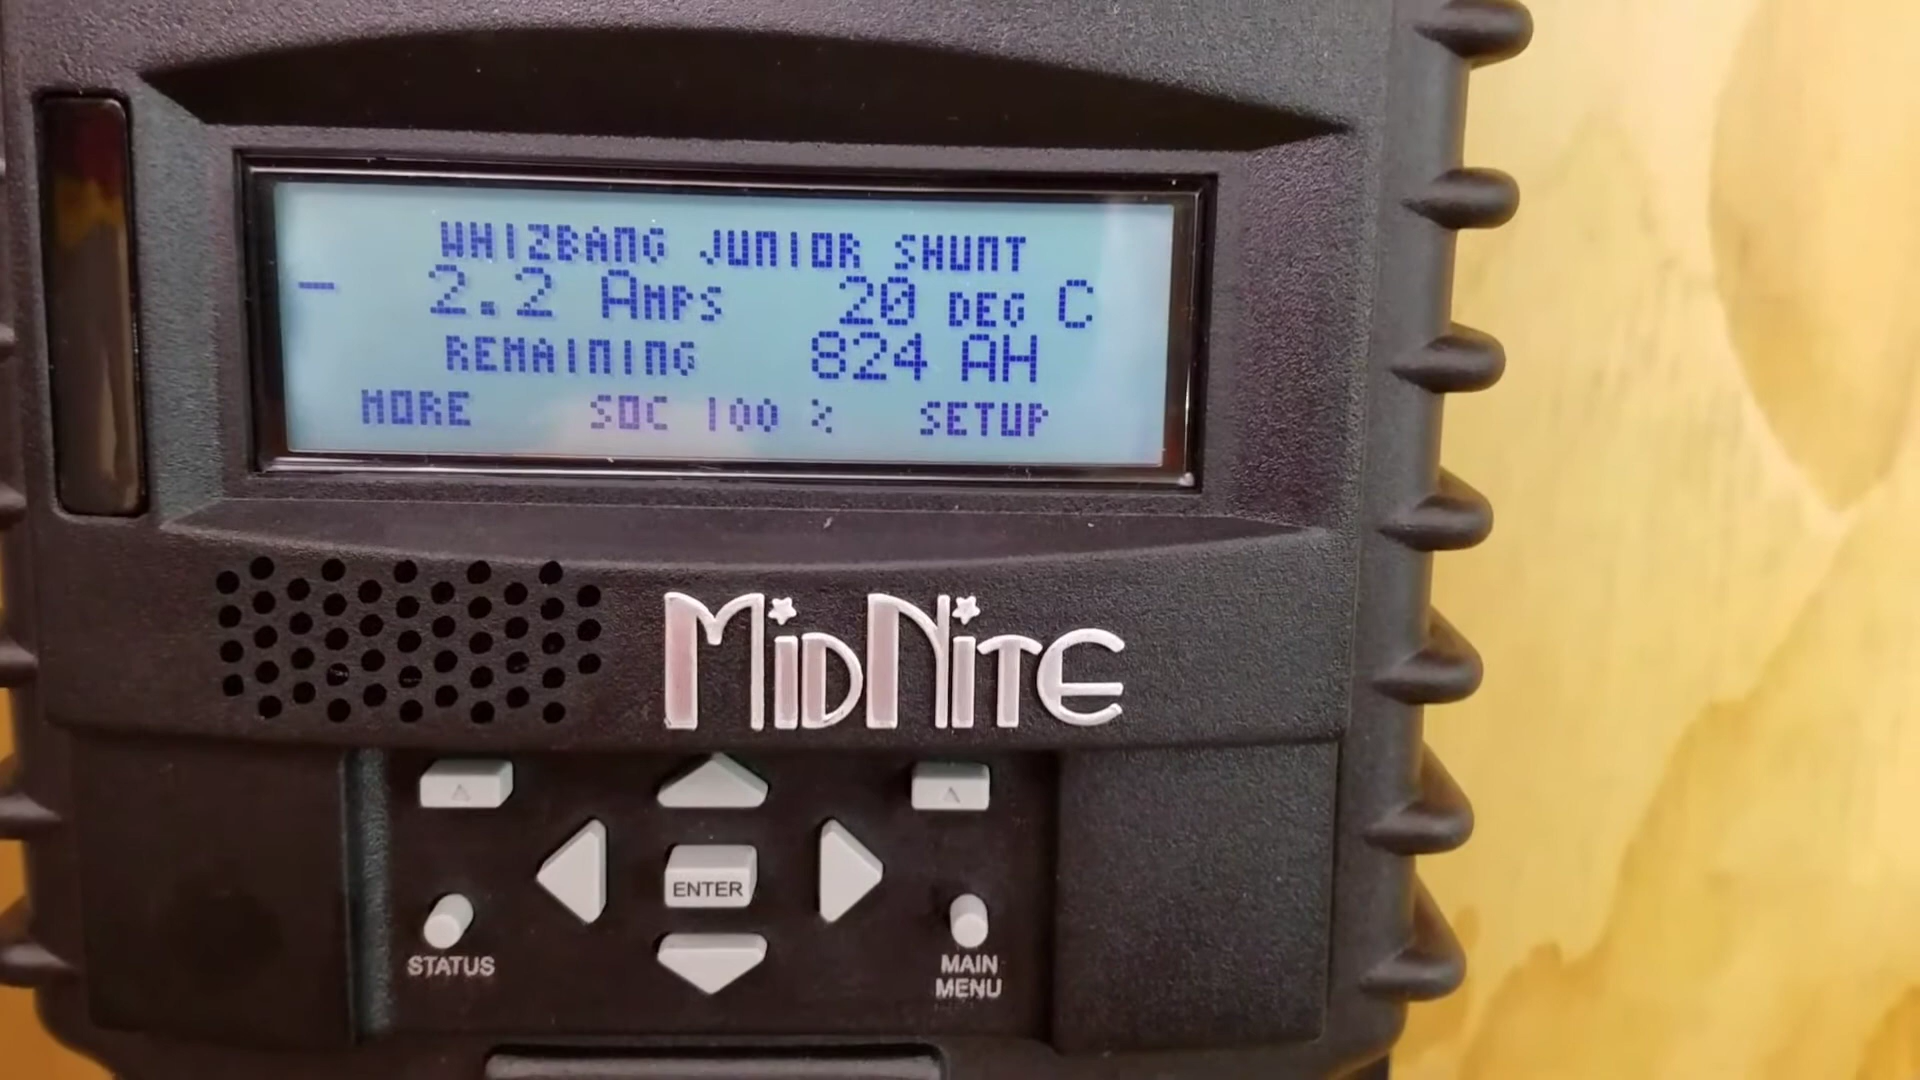 WHIZBANG JUNIOR SHUNT
- 2.2 AMPS 20 DEG C
REMAINING 824 AH
MORE SOC 100 % SETUP
MIDNITE
ENTER
STATUS
MAIN
MENU